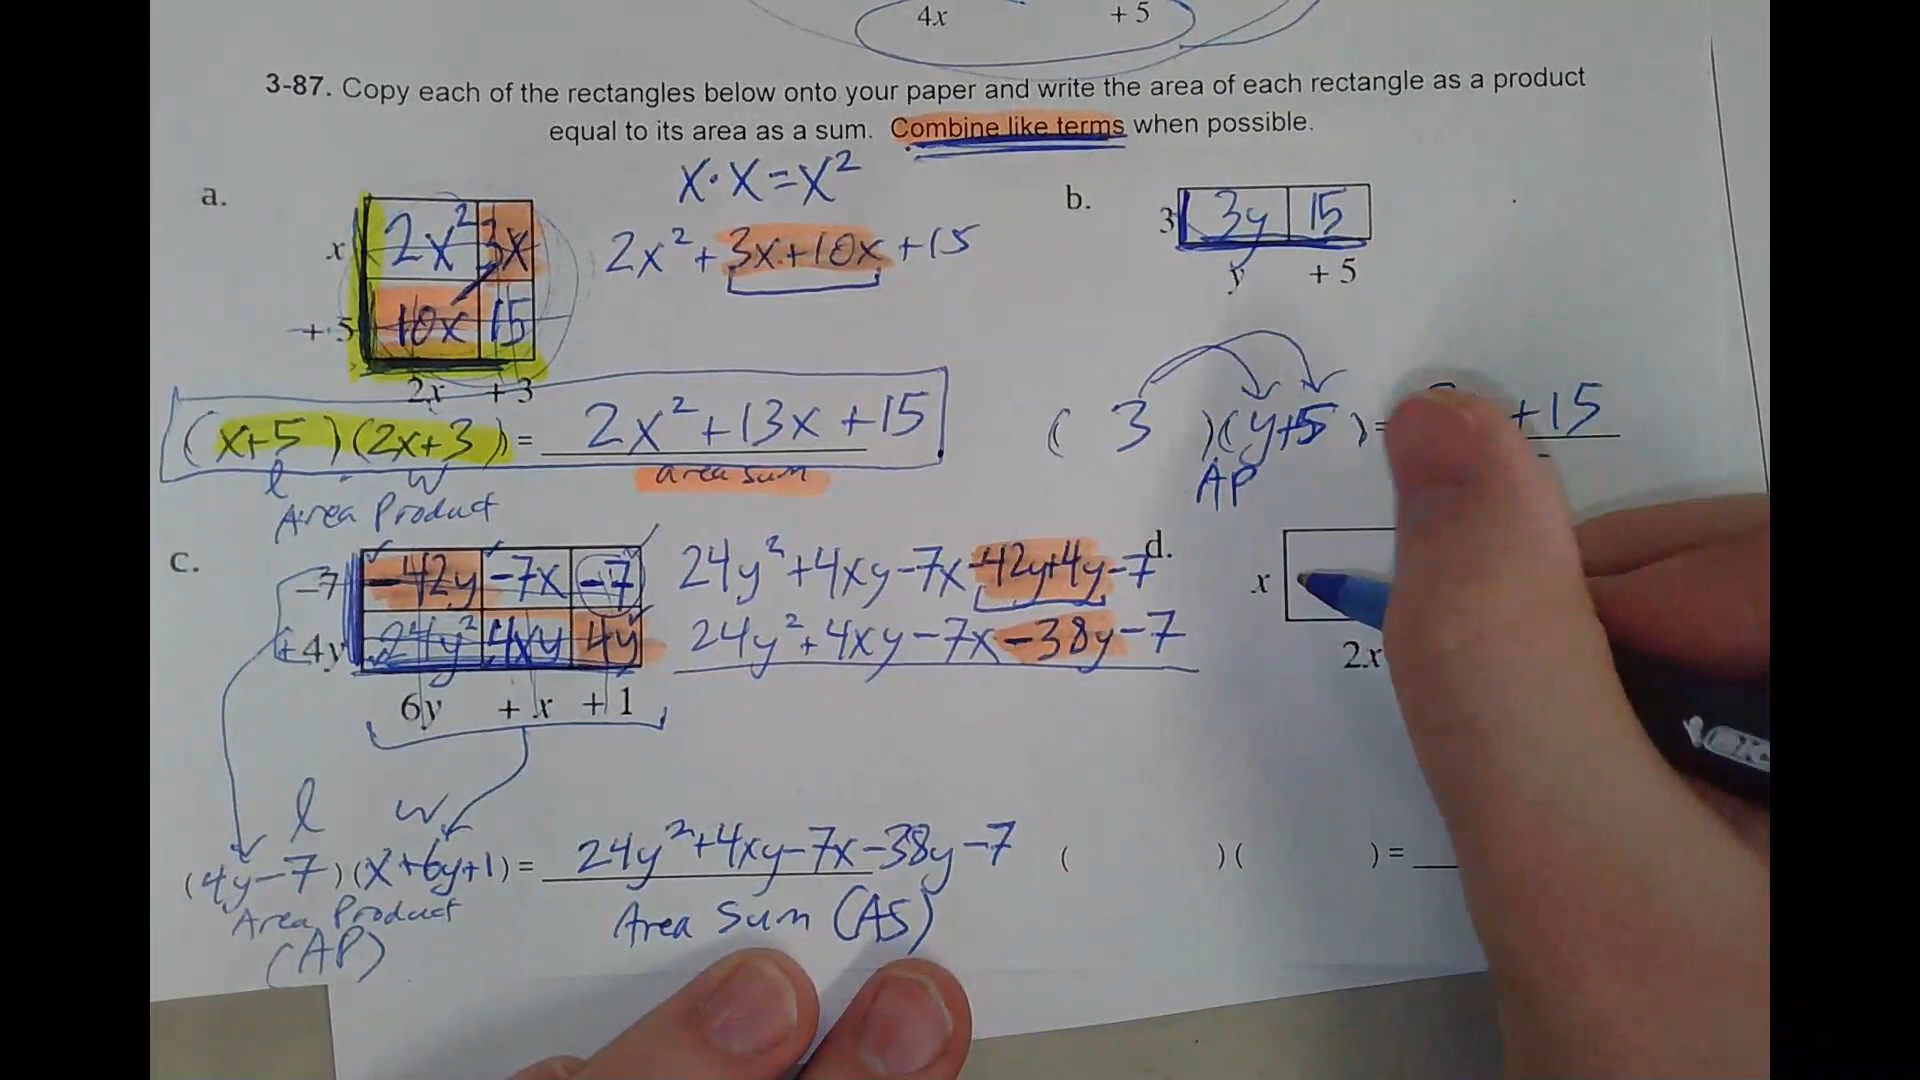 4x + 5
3-87. Copy each of the rectangles below onto your paper and write the area of each rectangle as a product
equal to its area as a sum. Combine like terms when possible.
x·x=x²
a.
x 2x² 3x
+ 5 10x 15
2x + 3
2x²+3x+10x+15
(x+5)(2x+3)= 2x²+13x+15
l w area sum
Area Product
b.
3 3y 15
y + 5
(3)(y+5)= +15
AP
c.
-7 -42y -7x -7
+4y 24y² 4xy 4y
6y + x + 1
24y²+4xy-7x-42y+4y-7
24y²+4xy-7x-38y-7
l w
(4y-7)(x+6y+1)= 24y²+4xy-7x-38y-7
Area Product Area Sum (AS)
(AP)
d.
x
2x
( )( )=